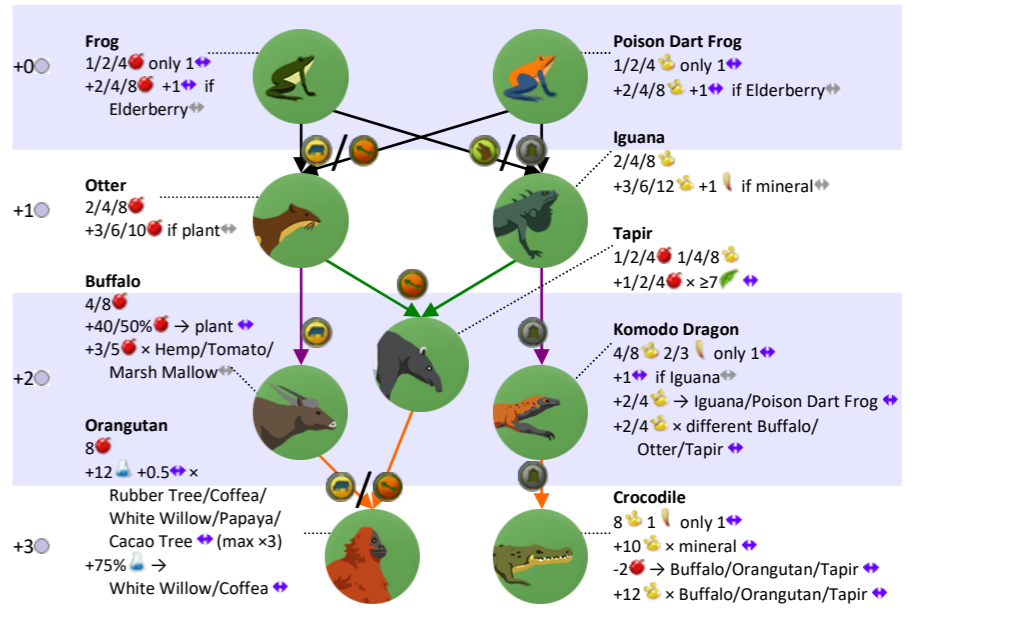 +0
Frog
1/2/4 only 1
+2/4/8 +1 if
Elderberry
Poison Dart Frog
1/2/4 only 1
+2/4/8 +1 if Elderberry
/
/
+1
Otter
2/4/8
+3/6/10 if plant
Iguana
2/4/8
+3/6/12 +1 if mineral
Tapir
1/2/4 1/4/8
+1/2/4 × ≥7
+2
Buffalo
4/8
+40/50% → plant
+3/5 × Hemp/Tomato/
Marsh Mallow
Komodo Dragon
4/8 2/3 only 1
+1 if Iguana
+2/4 → Iguana/Poison Dart Frog
+2/4 × different Buffalo/
Otter/Tapir
+3
Orangutan
8
+12 +0.5 ×
Rubber Tree/Coffea/
White Willow/Papaya/
Cacao Tree (max ×3)
+75% →
White Willow/Coffea
/
Crocodile
8 1 only 1
+10 × mineral
-2 → Buffalo/Orangutan/Tapir
+12 × Buffalo/Orangutan/Tapir